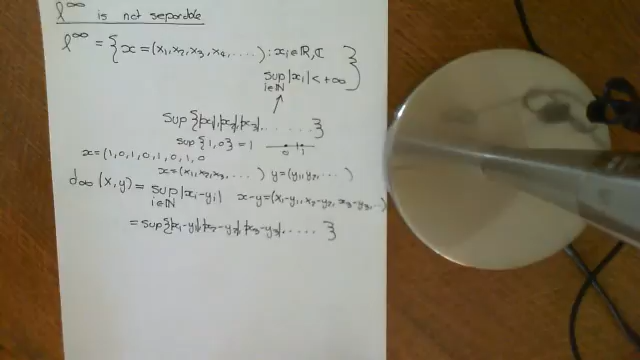 ℓ^∞ is not separable
ℓ^∞ = { x = (x₁, x₂, x₃, x₄, .....) : xᵢ ∈ ℝ, ℂ
sup |xᵢ| < +∞ }
i∈ℕ
Sup {|x₁|, |x₂|, |x₃|, ....... }
sup {1, 0} = 1
0 1
x = (1, 0, 1, 0, 1, 0, 1, 0
x = (x₁, x₂, x₃, .....) y = (y₁, y₂, .....)
d∞(x, y) = sup |xᵢ - yᵢ| x - y = (x₁ - y₁, x₂ - y₂, x₃ - y₃, ..)
i∈ℕ
= sup {|x₁ - y₁|, |x₂ - y₂|, |x₃ - y₃|, ..... }